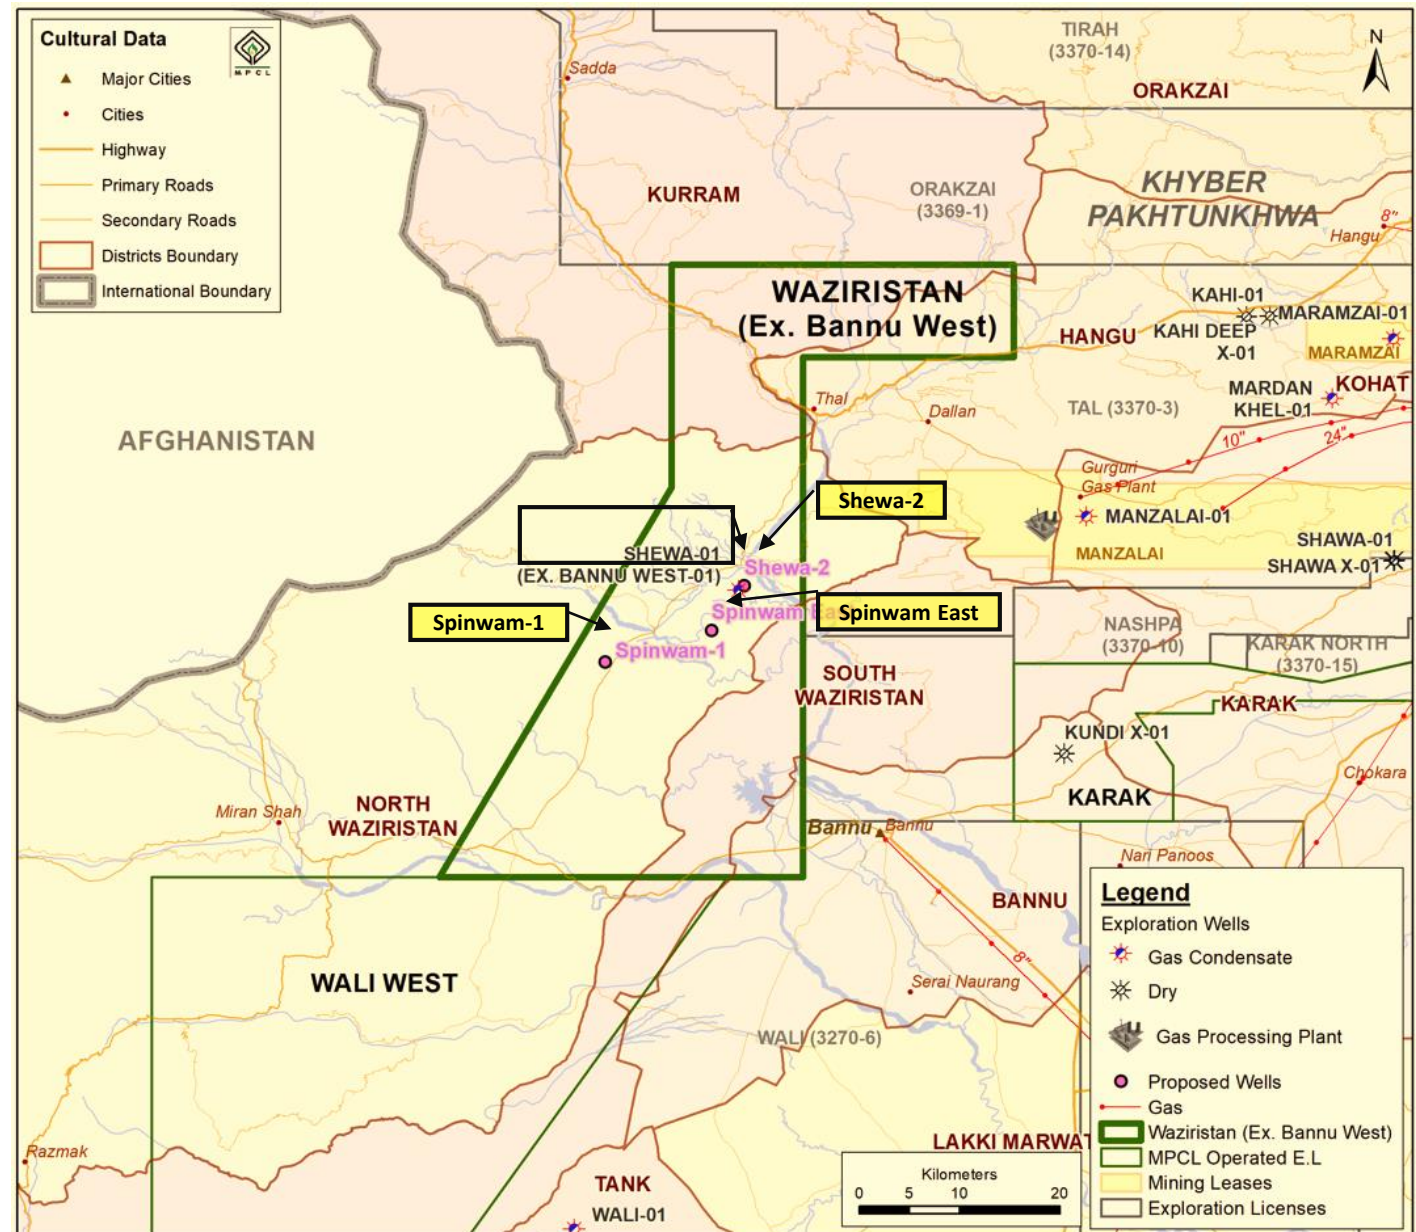 Cultural Data
MPCL
Major Cities
Cities
Highway
Primary Roads
Secondary Roads
Districts Boundary
International Boundary
Sadda
TIRAH
(3370-14)
N
ORAKZAI
KURRAM
ORAKZAI
(3369-1)
KHYBER
PAKHTUNKHWA
8"
Hangu
WAZIRISTAN
(Ex. Bannu West)
KAHI-01
MARAMZAI-01
KAHI DEEP
X-01
HANGU
MARAMZAI
MARDAN
KHEL-01
KOHAT
Thal
Dallan
TAL (3370-3)
AFGHANISTAN
10"
24"
Gurguri
Gas Plant
Shewa-2
MANZALAI-01
MANZALAI
SHAWA-01
SHAWA X-01
SHEWA-01
(EX. BANNU WEST-01)
Shewa-2
Spinwam-1
Spinwam Ea
Spinwam East
Spinwam-1
NASHPA
(3370-10)
KARAK NORTH
(3370-15)
SOUTH
WAZIRISTAN
KARAK
KUNDI X-01
Chokara
KARAK
Miran Shah
NORTH
WAZIRISTAN
Bannu
Bannu
Nari Panoos
BANNU
8"
WALI WEST
Serai Naurang
WALI (3270-6)
LAKKI MARWAT
Razmak
TANK
WALI-01
Kilometers
0 5 10 20
Legend
Exploration Wells
Gas Condensate
Dry
Gas Processing Plant
Proposed Wells
Gas
Waziristan (Ex. Bannu West)
MPCL Operated E.L
Mining Leases
Exploration Licenses